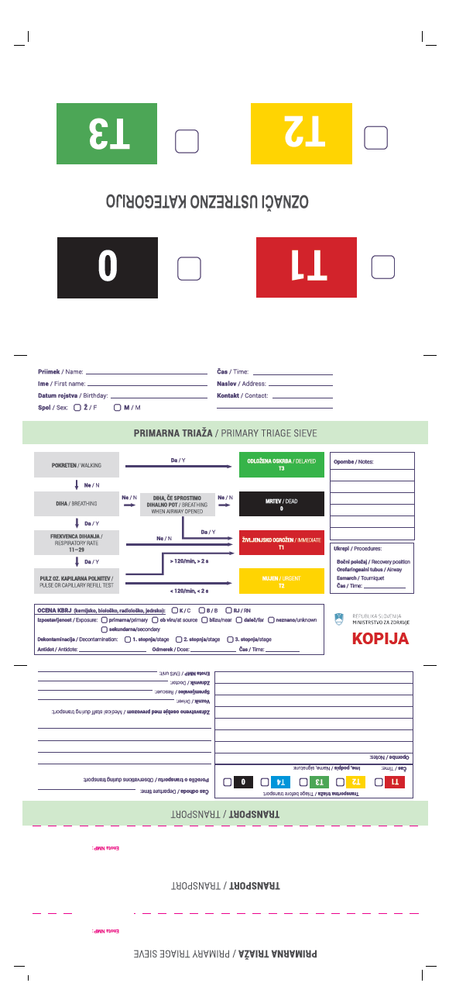 T3
T2
OZNAČI USTREZNO KATEGORIJO
0
T1
Priimek / Name:
Čas / Time:
Ime / First name:
Naslov / Address:
Datum rojstva / Birthday:
Kontakt / Contact:
Spol / Sex: Ž / F M / M
PRIMARNA TRIAŽA / PRIMARY TRIAGE SIEVE
POKRETEN / WALKING
Da / Y
ODLOŽENA OSKRBA / DELAYED
T3
Opombe / Notes:
Ne / N
DIHA / BREATHING
Ne / N
DIHA, ČE SPROSTIMO
DIHALNO POT / BREATHING
WHEN AIRWAY OPENED
Ne / N
MRTEV / DEAD
0
Da / Y
Da / Y
FREKVENCA DIHANJA /
RESPIRATORY RATE
11–29
Ne / N
ŽIVLJENJSKO OGROŽEN / IMMEDIATE
T1
Da / Y
> 120/min, > 2 s
PULZ OZ. KAPILARNA POLNITEV /
PULSE OR CAPILLARY REFILL TEST
< 120/min, < 2 s
NUJEN / URGENT
T2
Ukrepi / Procedures:
Bočni položaj / Recovery position
Orofaringealni tubus / Airway
Esmarch / Tourniquet
Čas / Time:
OCENA KBRJ (kemijsko, biološko, radiološko, jedrsko): K / C B / B RJ / RN
Izpostavljenost / Exposure: primarna/primary ob viru/at source blizu/near daleč/far neznano/unknown
sekundarna/secondary
Dekontaminacija / Decontamination: 1. stopnja/stage 2. stopnja/stage 3. stopnja/stage
Antidot / Antidote: Odmerek / Dose: Čas / Time:
REPUBLIKA SLOVENIJA
MINISTRSTVO ZA ZDRAVJE
KOPIJA
Enota NMP / EMS unit:
Zdravnik / Doctor:
Spremljevalec / Rescuer:
Voznik / Driver:
Zdravstveno osebje med prevozom / Medical staff during transport:
Opombe / Notes:
Čas / Time: Ime, podpis / Name, signature:
Poročilo o transportu / Observations during transport:
T1 T2 T3 T4 0
Čas odhoda / Departure time:
Transportna triaža / Triage before transport:
TRANSPORT / TRANSPORT
Enota NMP:
TRANSPORT / TRANSPORT
Enota NMP:
PRIMARNA TRIAŽA / PRIMARY TRIAGE SIEVE